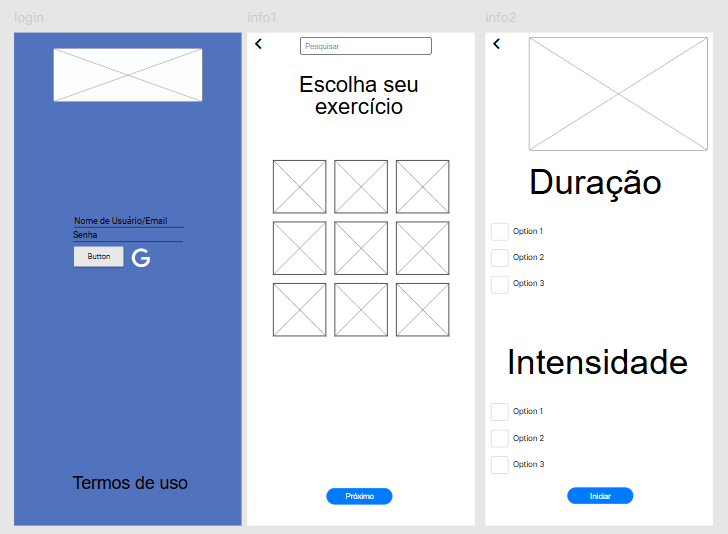 login
info1
info2
Pesquisar
Escolha seu
exercício
Nome de Usuário/Email
Senha
Button
G
Termos de uso
Próximo
Duração
Option 1
Option 2
Option 3
Intensidade
Option 1
Option 2
Option 3
Iniciar